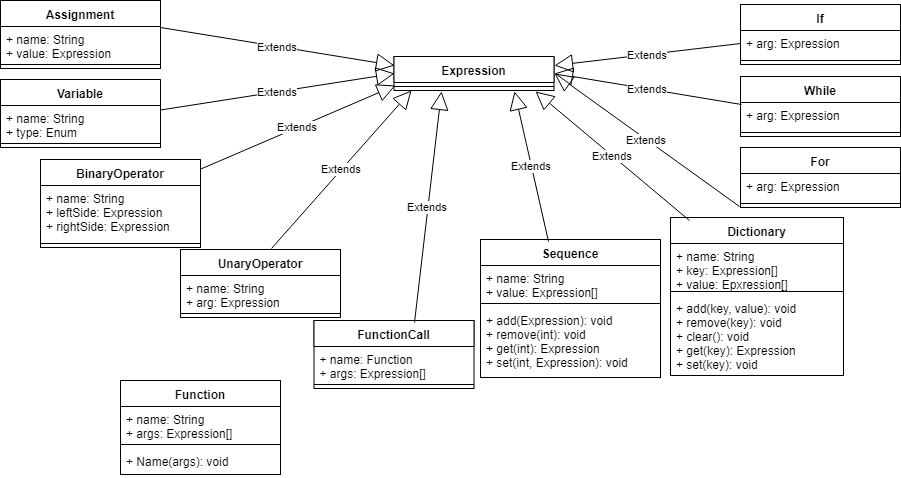 Assignment
+ name: String
+ value: Expression
Variable
+ name: String
+ type: Enum
BinaryOperator
+ name: String
+ leftSide: Expression
+ rightSide: Expression
UnaryOperator
+ name: String
+ arg: Expression
FunctionCall
+ name: Function
+ args: Expression[]
Function
+ name: String
+ args: Expression[]
+ Name(args): void
Expression
Extends
Extends
Extends
Extends
Extends
Extends
Extends
Extends
Extends
Extends
If
+ arg: Expression
While
+ arg: Expression
For
+ arg: Expression
Sequence
+ name: String
+ value: Expression[]
+ add(Expression): void
+ remove(int): void
+ get(int): Expression
+ set(int, Expression): void
Dictionary
+ name: String
+ key: Expression[]
+ value: Epxression[]
+ add(key, value): void
+ remove(key): void
+ clear(): void
+ get(key): Expression
+ set(key): void